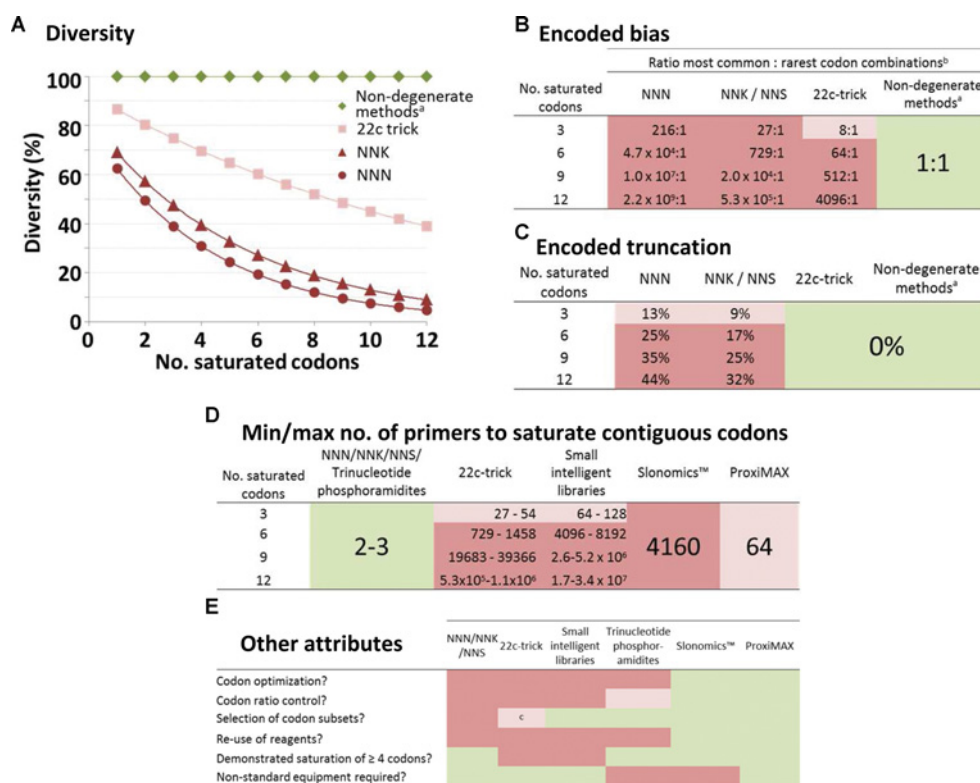 A Diversity
100
80
60
40
20
0
Diversity (%)
0 2 4 6 8 10 12
No. saturated codons
Non-degenerate
methodsᵃ
22c trick
NNK
NNN
B Encoded bias
Ratio most common : rarest codon combinationsᵇ
No. saturated codons NNN NNK / NNS 22c-trick Non-degenerate methodsᵃ
3 216:1 27:1 8:1
6 4.7 x 10⁴:1 729:1 64:1
9 1.0 x 10⁷:1 2.0 x 10⁴:1 512:1
12 2.2 x 10⁹:1 5.3 x 10⁵:1 4096:1
1:1
C Encoded truncation
No. saturated codons NNN NNK / NNS 22c-trick Non-degenerate methodsᵃ
3 13% 9%
6 25% 17%
9 35% 25%
12 44% 32%
0%
D Min/max no. of primers to saturate contiguous codons
No. saturated codons NNN/NNK/NNS/ Trinucleotide phosphoramidites 22c-trick Small intelligent libraries Slonomics™ ProxiMAX
3 27 - 54 64 - 128
6 729 - 1458 4096 - 8192
9 19683 - 39366 2.6-5.2 x 10⁶
12 5.3x10⁵-1.1x10⁶ 1.7-3.4 x 10⁷
2-3 4160 64
E Other attributes
NNN/NNK /NNS 22c-trick Small intelligent libraries Trinucleotide phosphor- amidites Slonomics™ ProxiMAX
Codon optimization?
Codon ratio control?
Selection of codon subsets? c
Re-use of reagents?
Demonstrated saturation of ≥ 4 codons?
Non-standard equipment required?